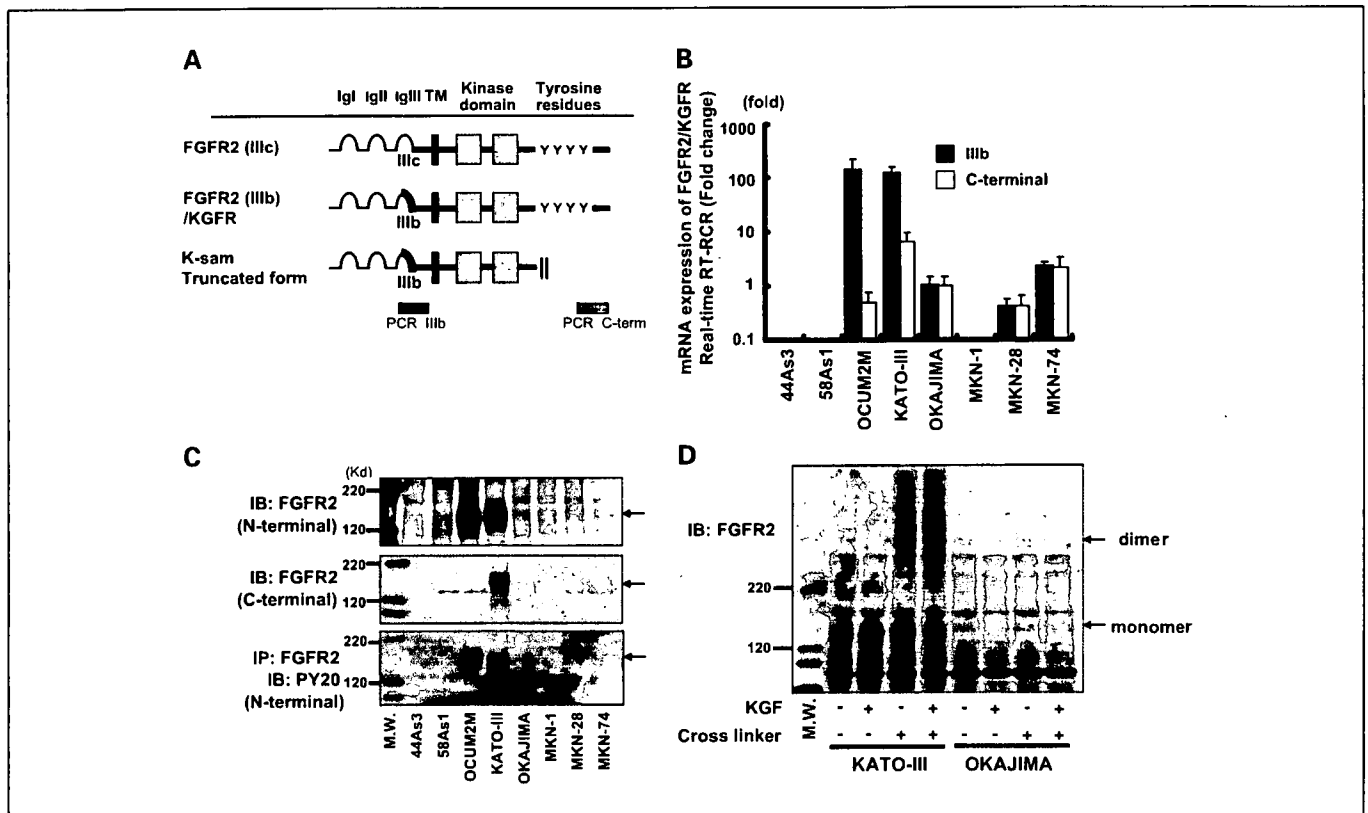 A
IgI IgII IgIII TM Kinase domain Tyrosine residues
FGFR2 (IIIc)
IIIc
Y Y Y Y
FGFR2 (IIIb)
/KGFR
IIIb
Y Y Y Y
K-sam
Truncated form
IIIb
PCR IIIb
PCR C-term
B
mRNA expression of FGFR2/KGFR
Real-time RT-RCR (Fold change)
(fold)
1000
100
10
1
0.1
IIIb
C-terminal
44As3
58As1
OCUM2M
KATO-III
OKAJIMA
MKN-1
MKN-28
MKN-74
C
(Kd)
IB: FGFR2
(N-terminal)
220
120
IB: FGFR2
(C-terminal)
220
120
IP: FGFR2
IB: PY20
(N-terminal)
220
120
M.W.
44As3
58As1
OCUM2M
KATO-III
OKAJIMA
MKN-1
MKN-28
MKN-74
D
IB: FGFR2
220
120
dimer
monomer
M.W.
KGF - + - + - + - +
Cross linker - - + + - - + +
KATO-III OKAJIMA